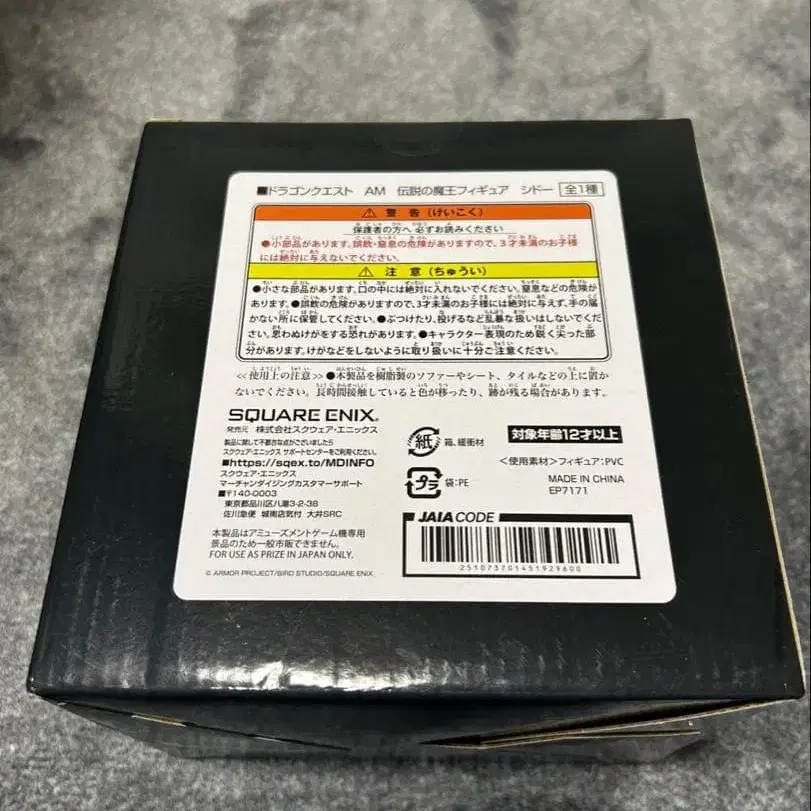 ■ドラゴンクエスト AM 伝説の魔王フィギュア シドー 全1種
⚠警告(けいこく)
保護者の方へ必ずお読みください
●小部品があります。誤飲・窒息の危険がありますので、3才未満のお子様
には絶対に与えないでください。
⚠注意(ちゅうい)
●小さな部品があります。口の中には絶対に入れないでください。窒息などの危険が
あります。●誤飲の危険がありますので、3才未満のお子様には絶対に与えず、手の届
かない所に保管してください。●ぶつけたり、投げるなど乱暴な扱いはしないでくだ
さい。思わぬけがをする恐れがあります。●キャラクター表現のため鋭く尖った部
分があります。けがなどをしないように取り扱いに十分ご注意ください。
≪使用上の注意≫●本製品を樹脂製のソファーやシート、タイルなどの上に置か
ないでください。長時間接触していると色が移ったり、跡が残る場合があります。
SQUARE ENIX.
発売元 株式会社スクウェア・エニックス
製品に関して不都合な点がございましたら
スクウェア・エニックス サポートセンターをご利用ください。
■https://sqex.to/MDINFO
スクウェア・エニックス
マーチャンダイジングカスタマーサポート
■〒140-0003
東京都品川区八潮3-2-38
佐川急便 城南店気付 大井SRC
本製品はアミューズメントゲーム機専用
景品のため一般市販できません。
FOR USE AS PRIZE IN JAPAN ONLY.
© ARMOR PROJECT/BIRD STUDIO/SQUARE ENIX
紙 箱、緩衝材
プラ 袋:PE
対象年齢12才以上
<使用素材>フィギュア:PVC
MADE IN CHINA
EP7171
JAIA CODE
251073701451929600